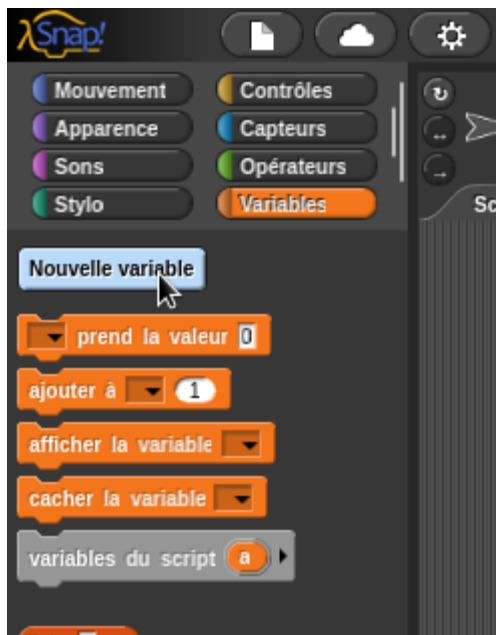 λSnap!
Mouvement Contrôles
Apparence Capteurs
Sons Opérateurs
Stylo Variables
Sc
Nouvelle variable
prend la valeur 0
ajouter à 1
afficher la variable
cacher la variable
variables du script a